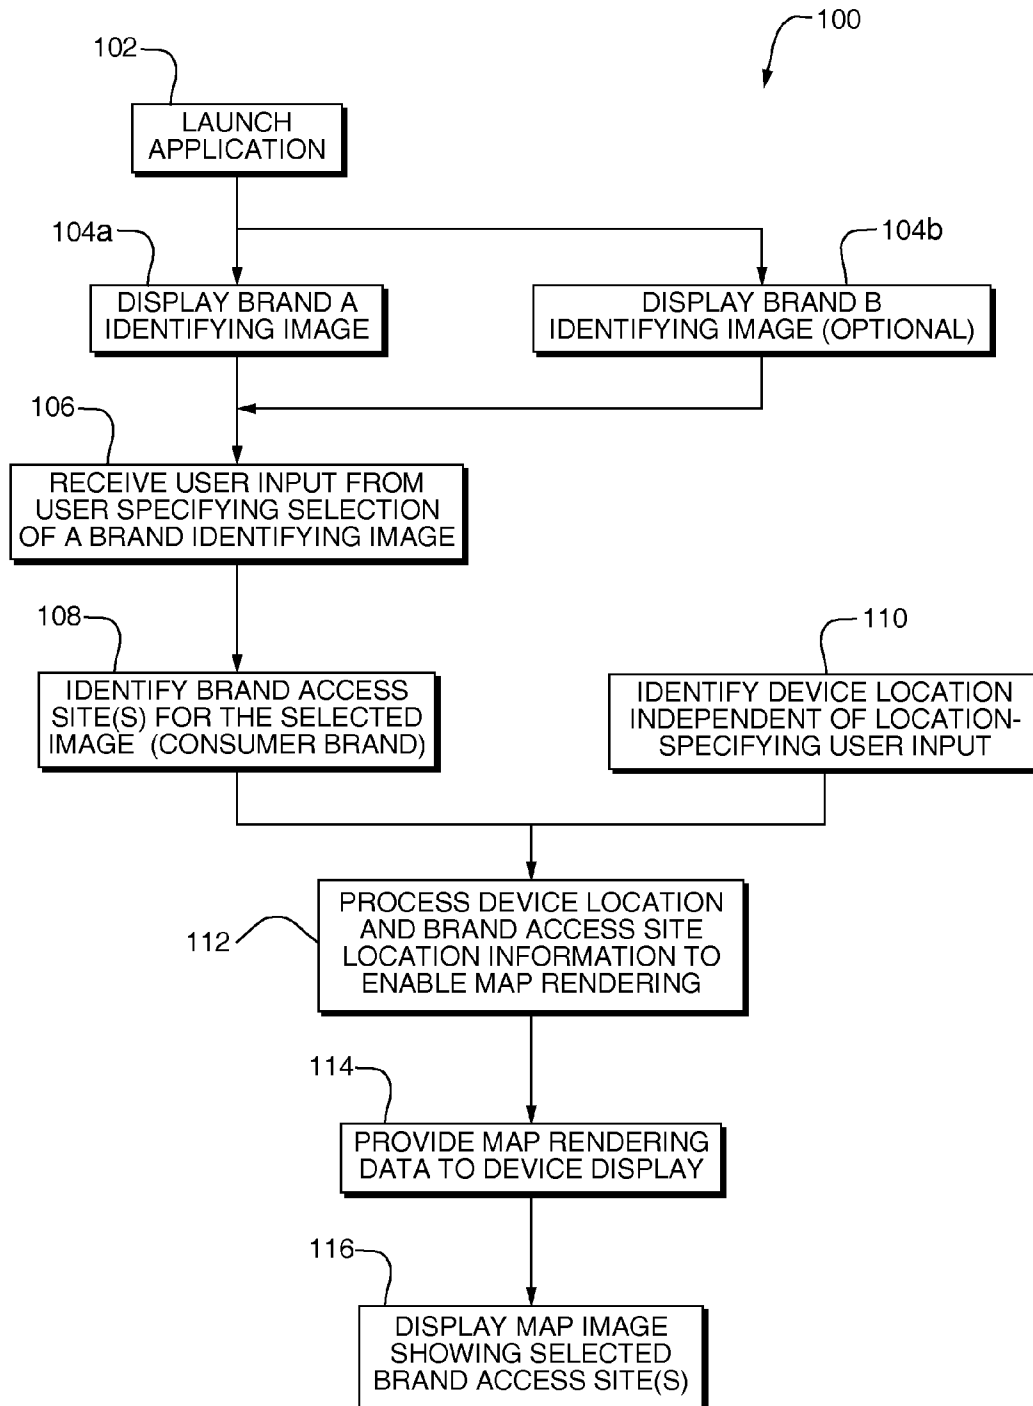 100
102
LAUNCH
APPLICATION
104a
104b
DISPLAY BRAND A
IDENTIFYING IMAGE
DISPLAY BRAND B
IDENTIFYING IMAGE (OPTIONAL)
106
RECEIVE USER INPUT FROM
USER SPECIFYING SELECTION
OF A BRAND IDENTIFYING IMAGE
108
110
IDENTIFY BRAND ACCESS
SITE(S) FOR THE SELECTED
IMAGE (CONSUMER BRAND)
IDENTIFY DEVICE LOCATION
INDEPENDENT OF LOCATION-
SPECIFYING USER INPUT
112
PROCESS DEVICE LOCATION
AND BRAND ACCESS SITE
LOCATION INFORMATION TO
ENABLE MAP RENDERING
114
PROVIDE MAP RENDERING
DATA TO DEVICE DISPLAY
116
DISPLAY MAP IMAGE
SHOWING SELECTED
BRAND ACCESS SITE(S)